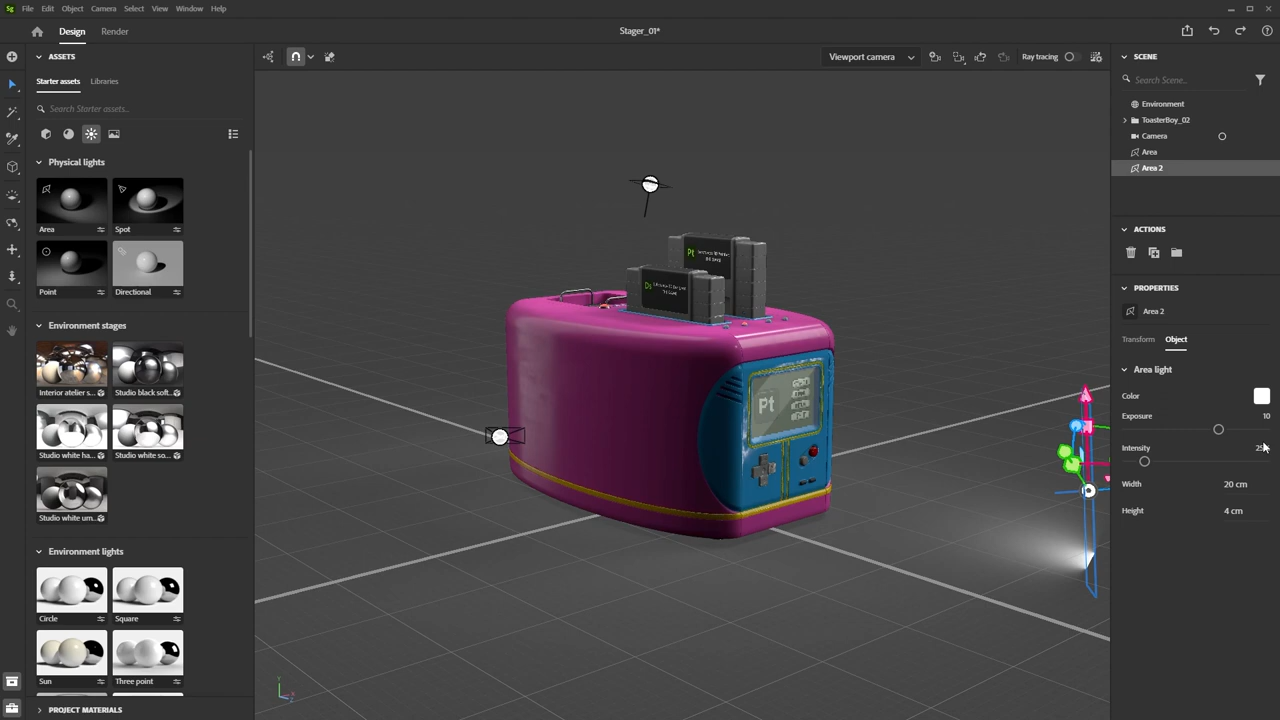 Sg File Edit Object Camera Select View Window Help
Design Render
Stager_01*
ASSETS
Starter assets Libraries
Search Starter assets...
Physical lights
Area
Spot
Point
Directional
Environment stages
Interior atelier s...
Studio black soft...
Studio white ha...
Studio white so...
Studio white um...
Environment lights
Circle
Square
Sun
Three point
PROJECT MATERIALS
Viewport camera
Ray tracing
Pt
Ds
Pt
SCENE
Search Scene...
Environment
ToasterBoy_02
Camera
Area
Area 2
ACTIONS
PROPERTIES
Area 2
Transform Object
Area light
Color
Exposure 10
Intensity
Width 20 cm
Height 4 cm